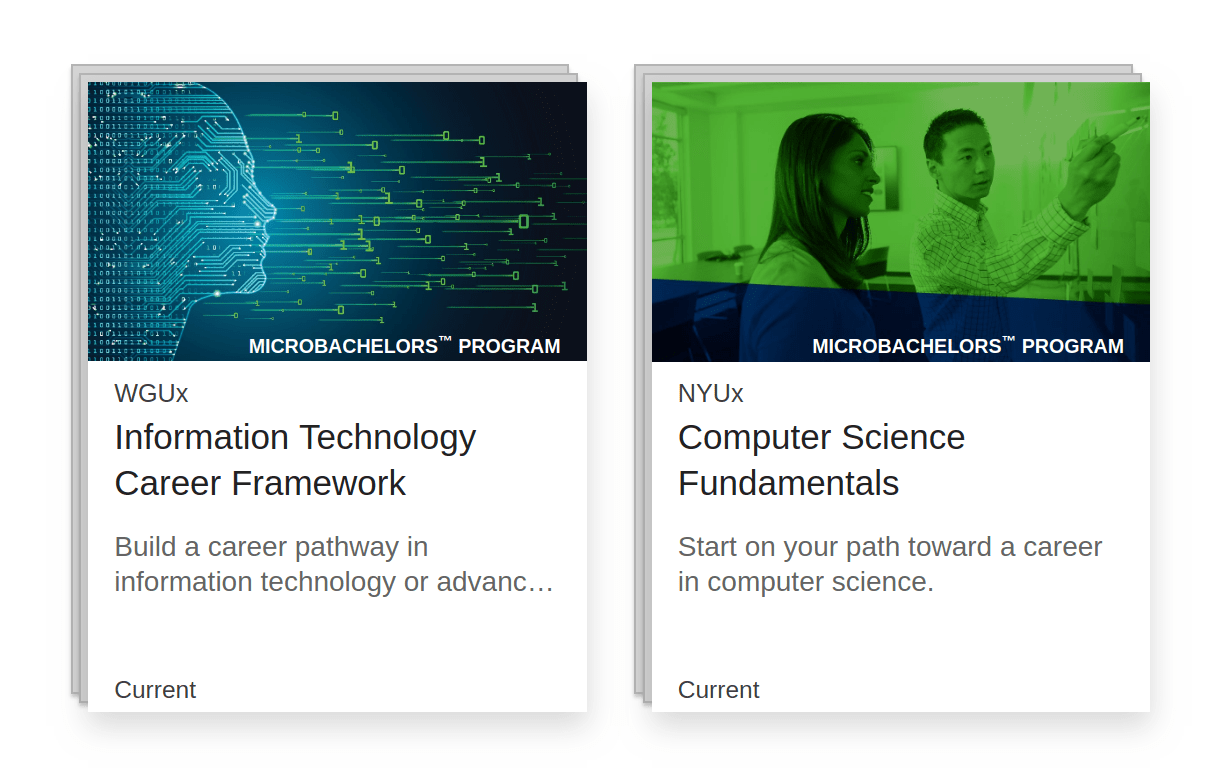 MICROBACHELORS™ PROGRAM
WGUx
Information Technology
Career Framework
Build a career pathway in
information technology or advanc…
Current
MICROBACHELORS™ PROGRAM
NYUx
Computer Science
Fundamentals
Start on your path toward a career
in computer science.
Current